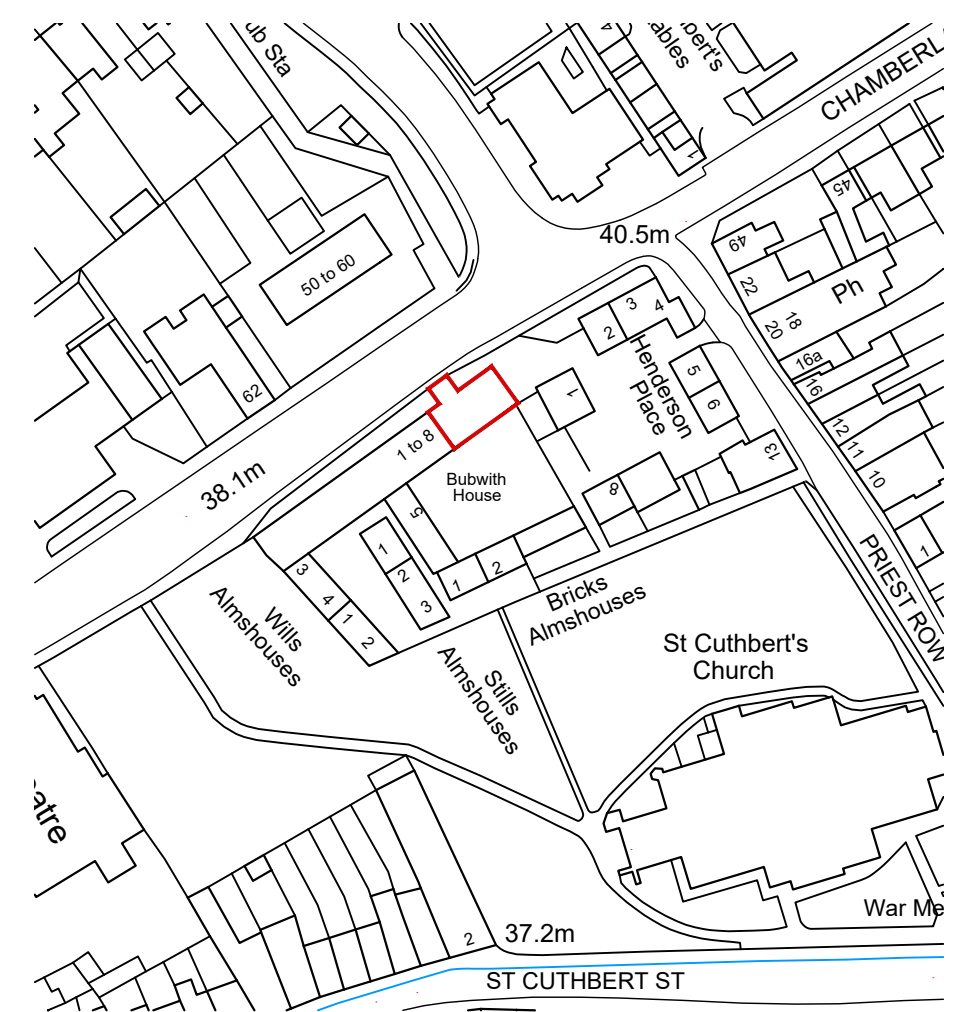 ub Sta
4
bert's
ables
CHAMBERL
1
45
40.5m
49
50 to 60
22
Ph
3
4
2
18
20
Henderson
Place
16a
5
16
62
1
6
12
11
1 to 8
13
10
38.1m
Bubwith
House
8
5
1
PRIEST ROW
1
2
3
4
1
2
3
1
2
2
Bricks
Almshouses
Wills
Almshouses
Stills
Almshouses
St Cuthbert's
Church
atre
War Me
2
37.2m
ST CUTHBERT ST